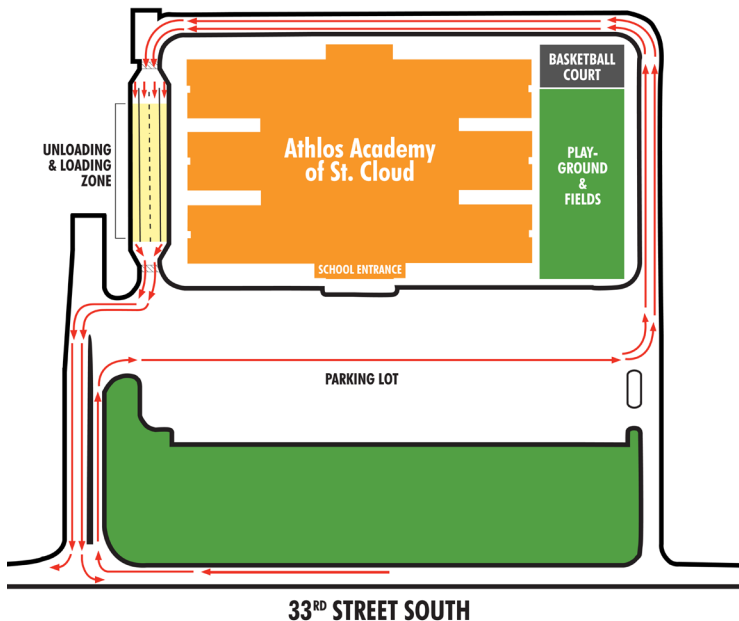 BASKETBALL
COURT
Athlos Academy
of St. Cloud
UNLOADING
& LOADING
ZONE
PLAY-
GROUND
&
FIELDS
SCHOOL ENTRANCE
PARKING LOT
33RD STREET SOUTH